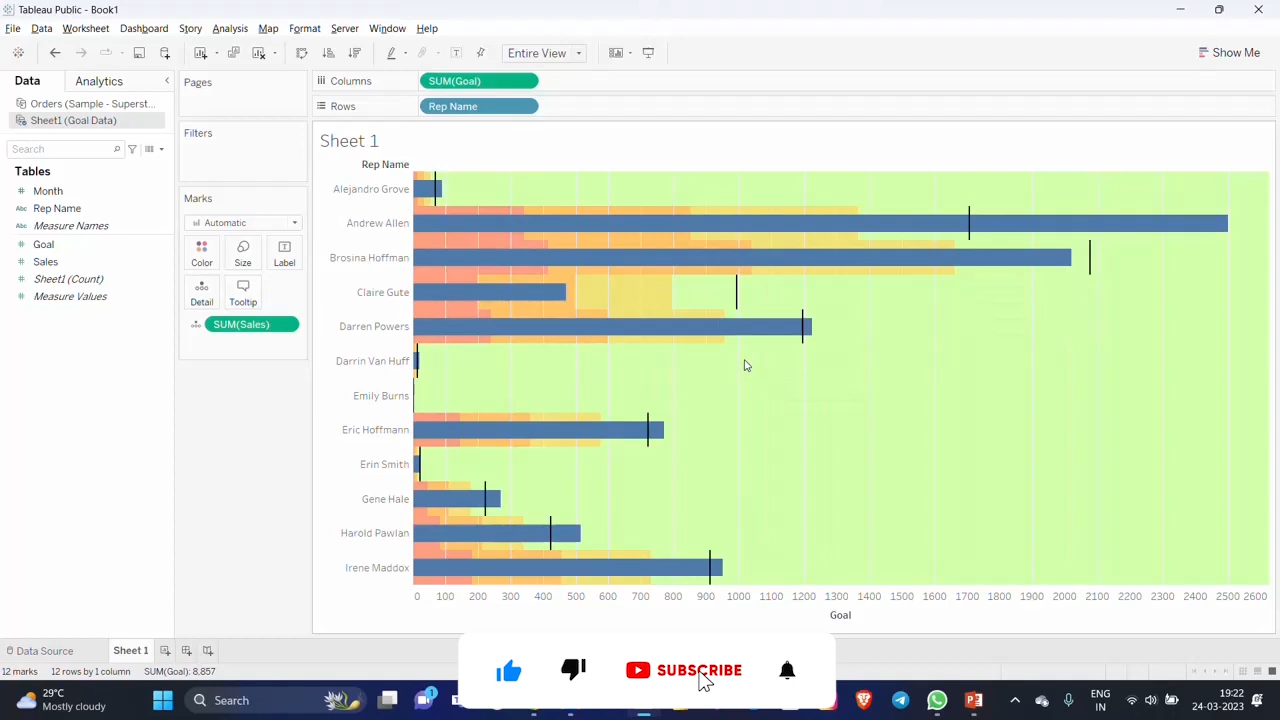 Tableau Public - Book1
File Data Worksheet Dashboard Story Analysis Map Format Server Window Help
Entire View
Show Me
Data Analytics
Pages
Columns
SUM(Goal)
Rows
Rep Name
Orders (Sample - Superst...
Sheet1 (Goal Data)
Search
Filters
Tables
Month
Abc Rep Name
Abc Measure Names
Goal
Sales
Sheet1 (Count)
Measure Values
Marks
Automatic
Color Size Label
Detail Tooltip
SUM(Sales)
Sheet 1
Rep Name
Alejandro Grove
Andrew Allen
Brosina Hoffman
Claire Gute
Darren Powers
Darrin Van Huff
Emily Burns
Eric Hoffmann
Erin Smith
Gene Hale
Harold Pawlan
Irene Maddox
0 100 200 300 400 500 600 700 800 900 1000 1100 1200 1300 1400 1500 1600 1700 1800 1900 2000 2100 2200 2300 2400 2500 2600
Goal
Data Source Sheet 1
12 marks 12 rows by 1 column SUM(Goal): 8.857
SUBSCRIBE
29°C
Mostly cloudy
Search
1
ENG
IN
19:22
24-03-2023